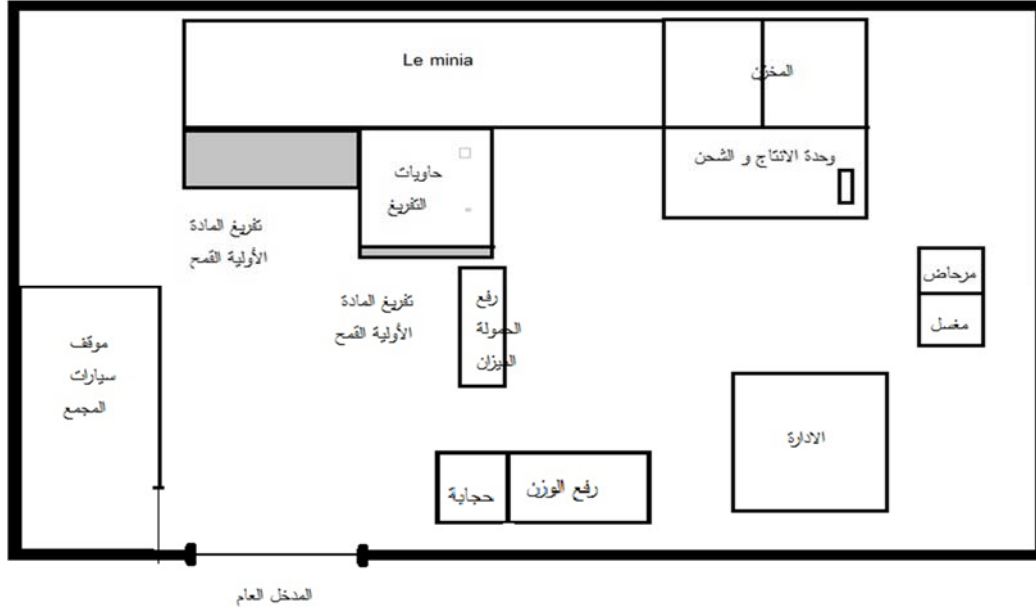 Le minia
المخزن
وحدة الانتاج و الشحن
حاويات
التفريغ
تفريغ المادة
الأولية القمح
تفريغ المادة
الأولية القمح
رفع
الحمولة
الميزان
مرحاض
مغسل
موقف
سيارات
المجمع
الادارة
رفع الوزن
حجاية
المدخل العام